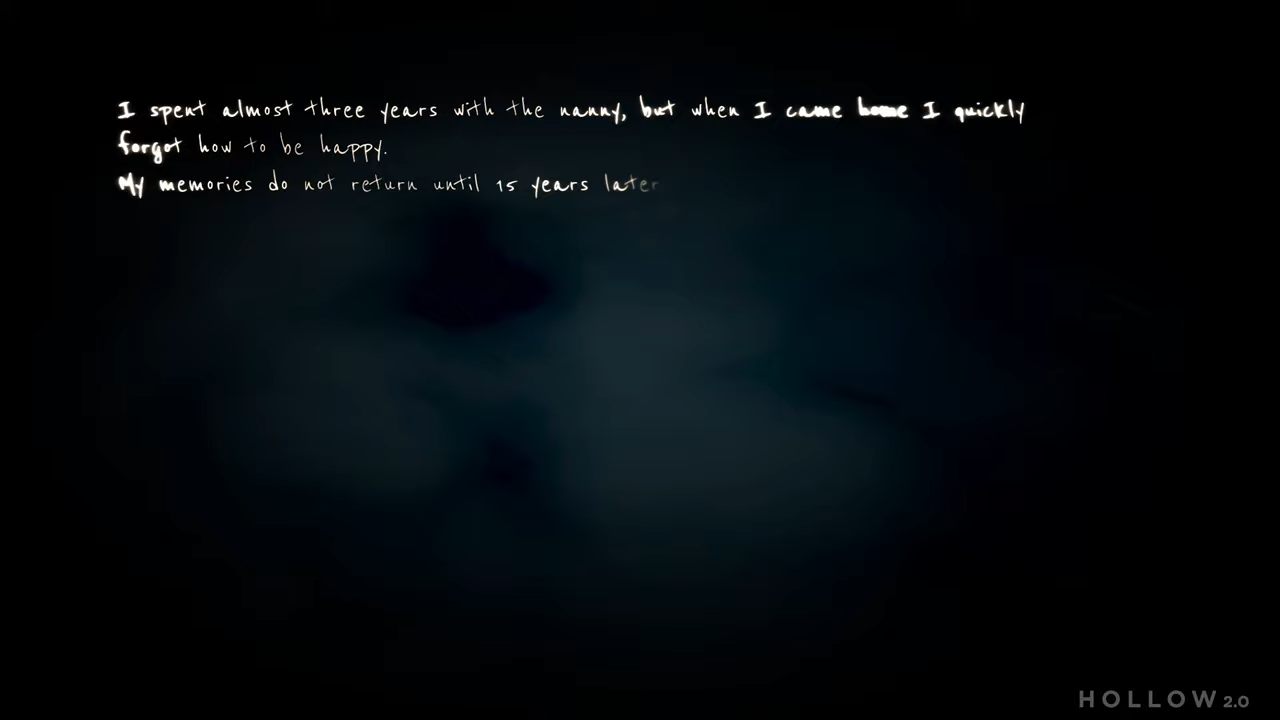 I spent almost three years with the nanny, but when I came home I quickly
forgot how to be happy.
My memories do not return until 15 years later
HOLLOW 2.0